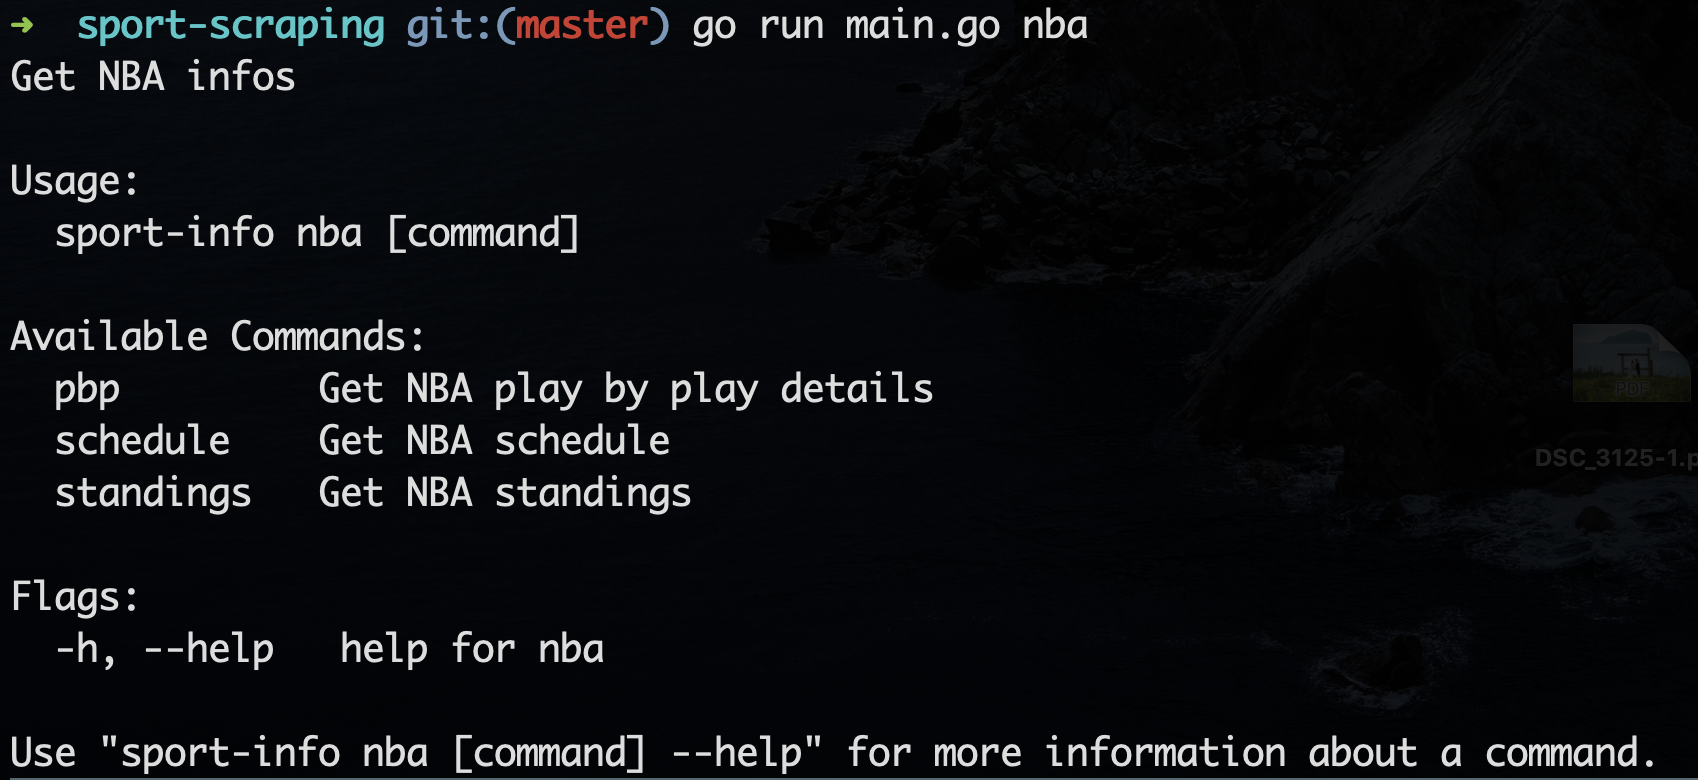 ➜  sport-scraping git:(master) go run main.go nba
Get NBA infos

Usage:
  sport-info nba [command]

Available Commands:
  pbp         Get NBA play by play details
  schedule    Get NBA schedule
  standings   Get NBA standings
PDF
DSC_3125-1.p

Flags:
  -h, --help   help for nba

Use "sport-info nba [command] --help" for more information about a command.